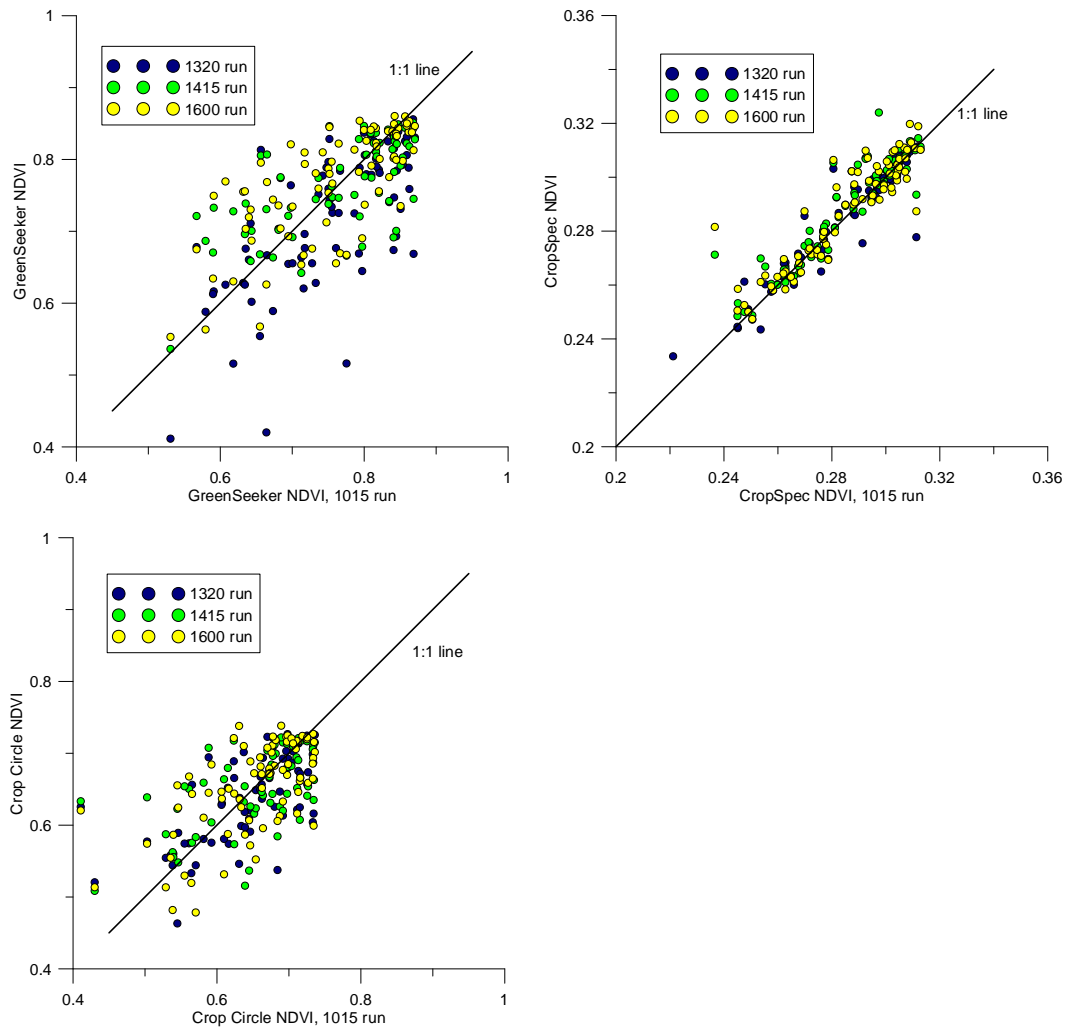 1
0.8
0.6
0.4
GreenSeeker NDVI
1320 run
1415 run
1600 run
1:1 line
0.4
0.6
0.8
1
GreenSeeker NDVI, 1015 run
0.36
0.32
0.28
0.24
0.2
CropSpec NDVI
1320 run
1415 run
1600 run
1:1 line
0.2
0.24
0.28
0.32
0.36
CropSpec NDVI, 1015 run
1
0.8
0.6
0.4
Crop Circle NDVI
1320 run
1415 run
1600 run
1:1 line
0.4
0.6
0.8
1
Crop Circle NDVI, 1015 run